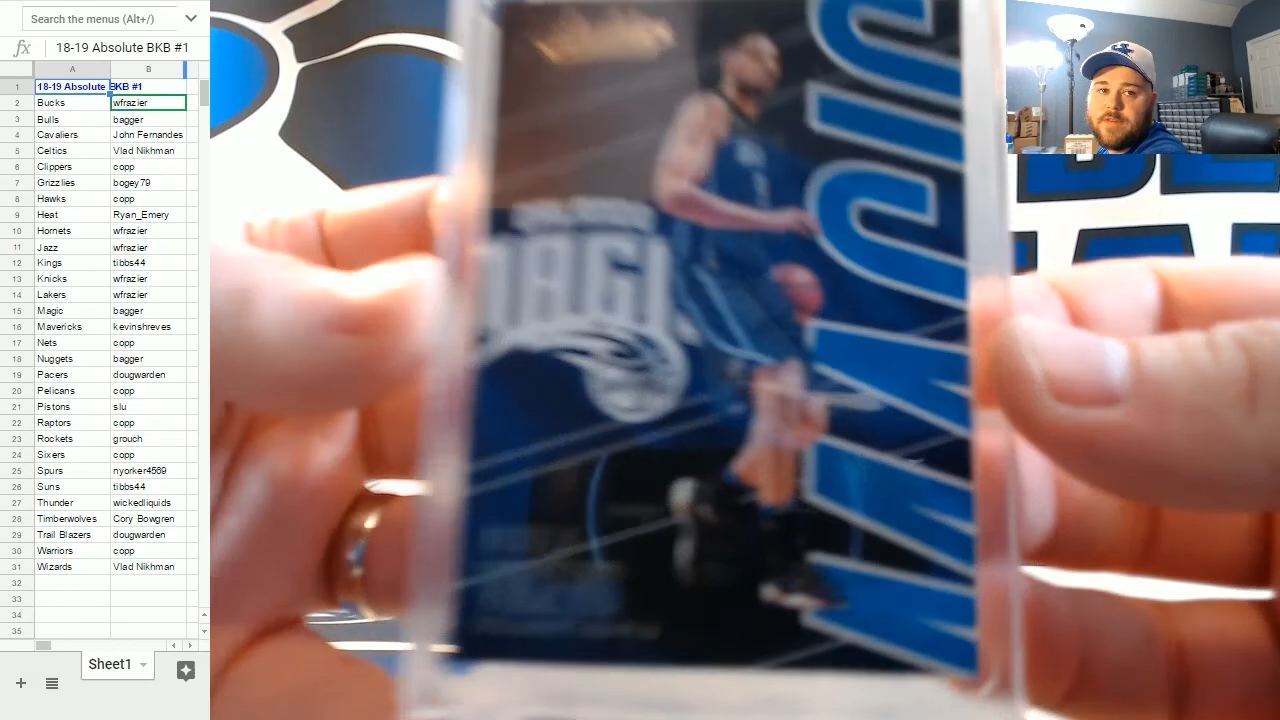 Search the menus (Alt+/)
fx 18-19 Absolute BKB #1
A B
1 18-19 Absolute BKB #1
2 Bucks wfrazier
3 Bulls bagger
4 Cavaliers John Fernandes
5 Celtics Vlad Nikhman
6 Clippers copp
7 Grizzlies bogey79
8 Hawks copp
9 Heat Ryan_Emery
10 Hornets wfrazier
11 Jazz wfrazier
12 Kings tibbs44
13 Knicks wfrazier
14 Lakers wfrazier
15 Magic bagger
16 Mavericks kevinshreves
17 Nets copp
18 Nuggets bagger
19 Pacers dougwarden
20 Pelicans copp
21 Pistons slu
22 Raptors copp
23 Rockets grouch
24 Sixers copp
25 Spurs nyorker4569
26 Suns tibbs44
27 Thunder wickedliquids
28 Timberwolves Cory Bowgren
29 Trail Blazers dougwarden
30 Warriors copp
31 Wizards Vlad Nikhman
32
33
34
35
Sheet1
MAGIC